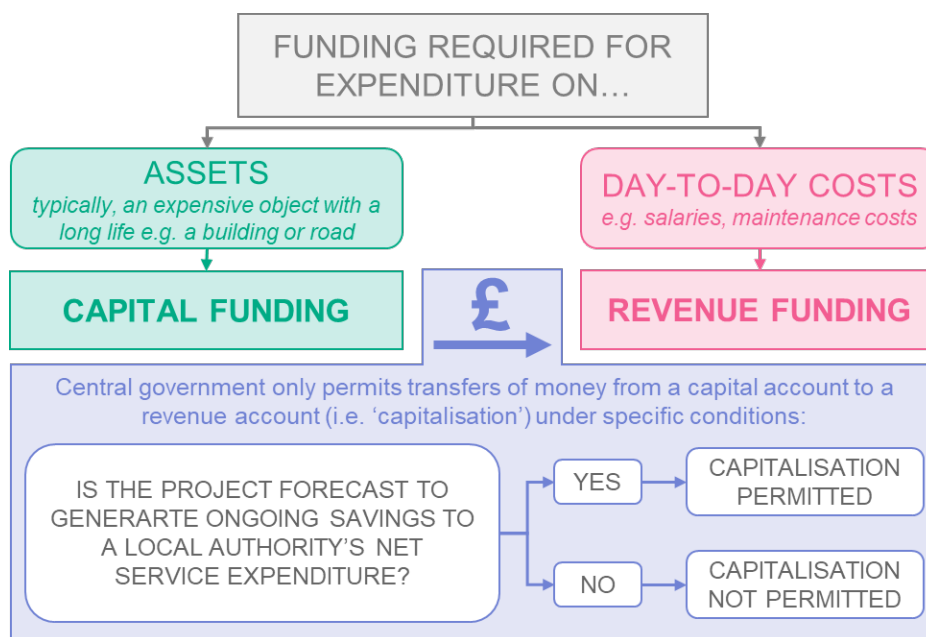 FUNDING REQUIRED FOR
EXPENDITURE ON…
ASSETS
typically, an expensive object with a
long life e.g. a building or road
DAY-TO-DAY COSTS
e.g. salaries, maintenance costs
CAPITAL FUNDING
£
REVENUE FUNDING
Central government only permits transfers of money from a capital account to a
revenue account (i.e. ‘capitalisation’) under specific conditions:
IS THE PROJECT FORECAST TO
GENERARTE ONGOING SAVINGS TO
A LOCAL AUTHORITY’S NET
SERVICE EXPENDITURE?
YES
CAPITALISATION
PERMITTED
NO
CAPITALISATION
NOT PERMITTED